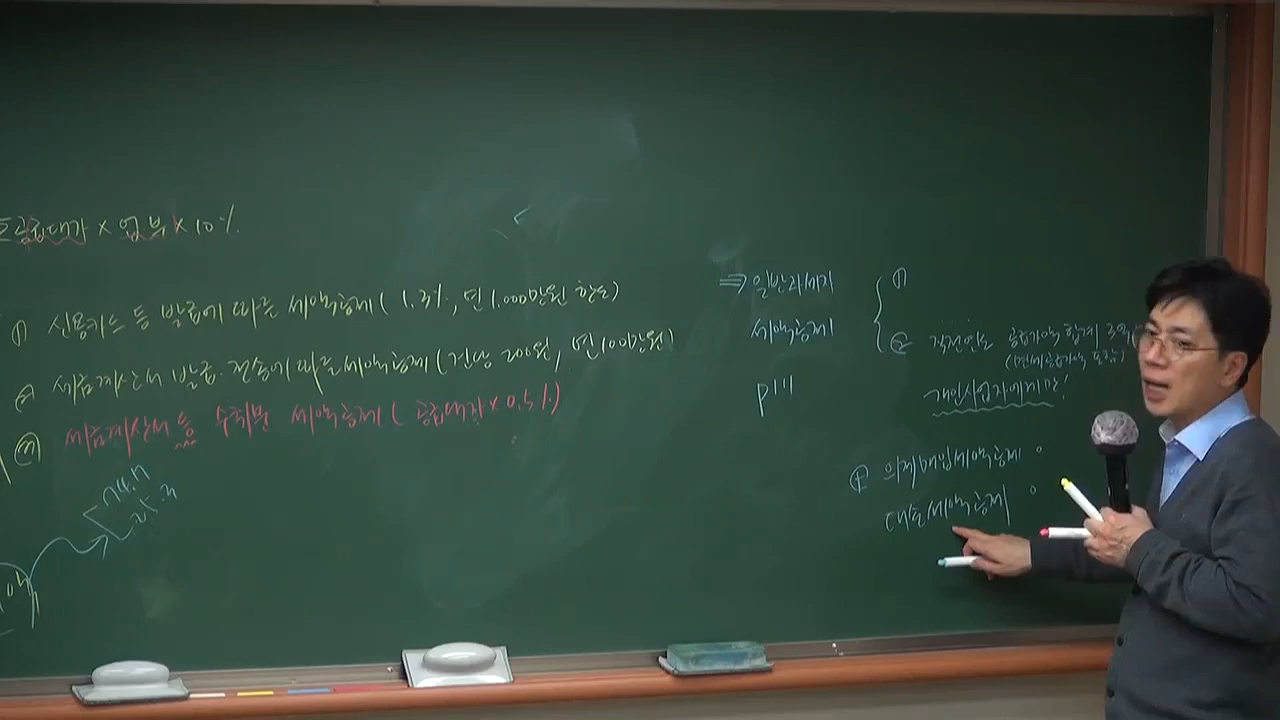 공급대가 × 업부 × 10%
① 신용카드 등 발급에 따른 세액공제 ( 1.3%, 연 1,000만원 한도)
② 세금계산서 발급·전송에 따른 세액공제 (건당 200원, 연 100만원)
③ 세금계산서 등 수취분 세액공제 ( 공급대가 × 0.5%)
⇒ 일반과세자
세액공제
①
② 직전연도 공급가액 합계 3억
(면세공급가액 포함)
개인사업자에게만!
의제매입세액공제 。
대손세액공제 。